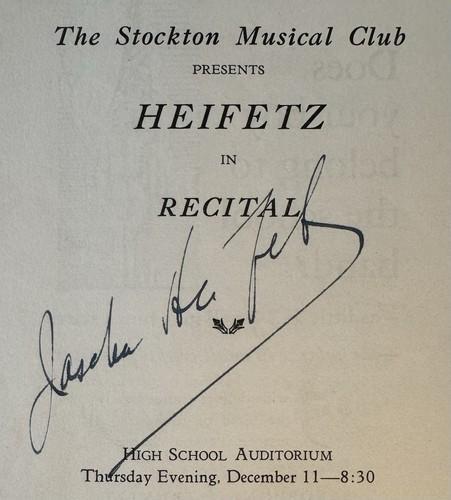 The Stockton Musical Club
PRESENTS
HEIFETZ
IN
RECITAL
Jascha Heifetz
HIGH SCHOOL AUDITORIUM
Thursday Evening, December 11—8:30